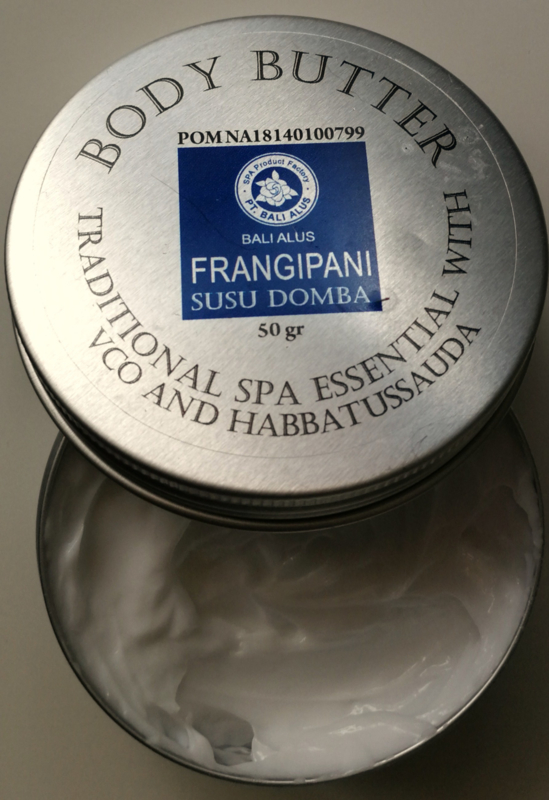 BODY BUTTER
POM NA18140100799
SPA Product Factory
PT. BALI ALUS
BALI ALUS
FRANGIPANI
SUSU DOMBA
50 gr
TRADITIONAL SPA ESSENTIAL WITH
VCO AND HABBATUSSAUDA